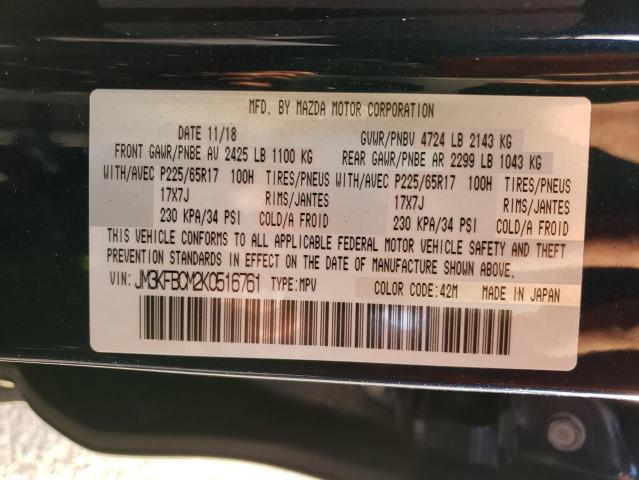 MFD. BY MAZDA MOTOR CORPORATION
DATE 11/18 GVWR/PNBV 4724 LB 2143 KG
FRONT GAWR/PNBE AV 2425 LB 1100 KG REAR GAWR/PNBE AR 2299 LB 1043 KG
WITH/AVEC P225/65R17 100H TIRES/PNEUS WITH/AVEC P225/65R17 100H TIRES/PNEUS
17X7J RIMS/JANTES 17X7J RIMS/JANTES
230 KPA/34 PSI COLD/A FROID 230 KPA/34 PSI COLD/A FROID
THIS VEHICLE CONFORMS TO ALL APPLICABLE FEDERAL MOTOR VEHICLE SAFETY AND THEFT
PREVENTION STANDARDS IN EFFECT ON THE DATE OF MANUFACTURE SHOWN ABOVE.
VIN: JM3KFBCM2K0516761 TYPE:MPV COLOR CODE:42M MADE IN JAPAN